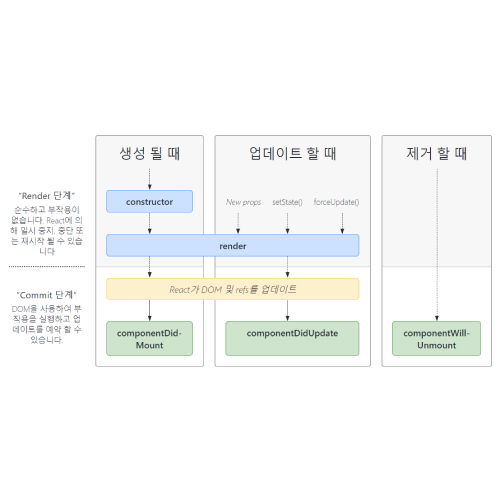 생성 될 때
업데이트 할 때
제거 할 때
"Render 단계"
순수하고 부작용이
없습니다. React에 의
해 일시 중지, 중단 또
는 재시작 될 수 있습
니다
constructor
New props
setState()
forceUpdate()
render
"Commit 단계"
DOM을 사용하여 부
작용을 실행하고 업
데이트를 예약 할 수
있습니다.
React가 DOM 및 refs를 업데이트
componentDid-
Mount
componentDidUpdate
componentWill-
Unmount